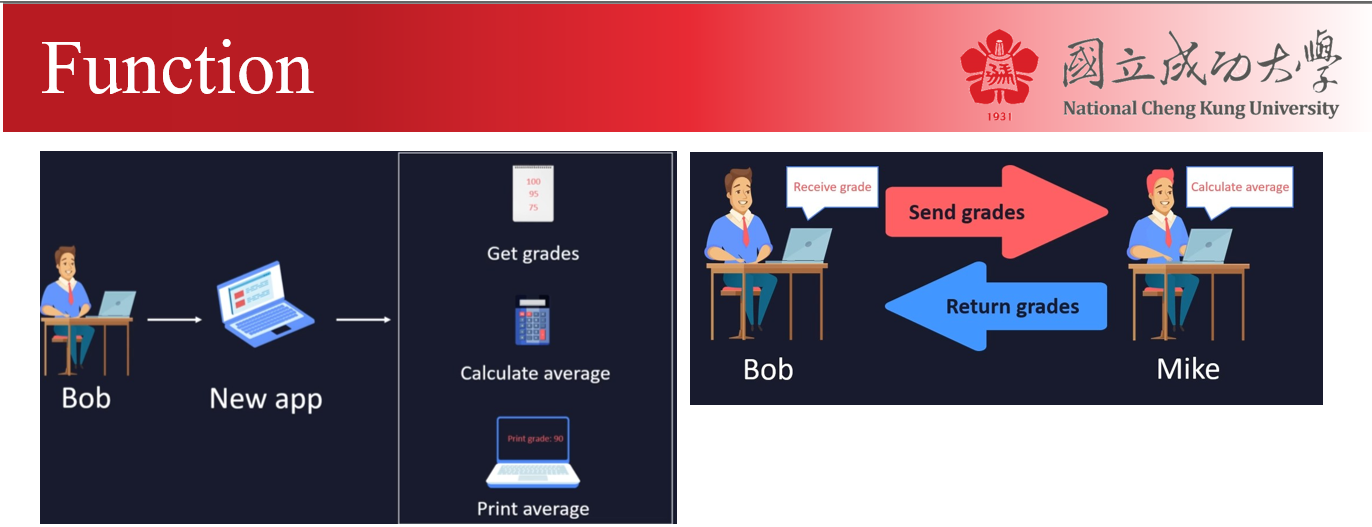 Function
1931
國立成功大學
National Cheng Kung University
100
95
75
Get grades
Calculate average
Print grade: 90
Print average
Bob
New app
Receive grade
Send grades
Calculate average
Return grades
Bob
Mike